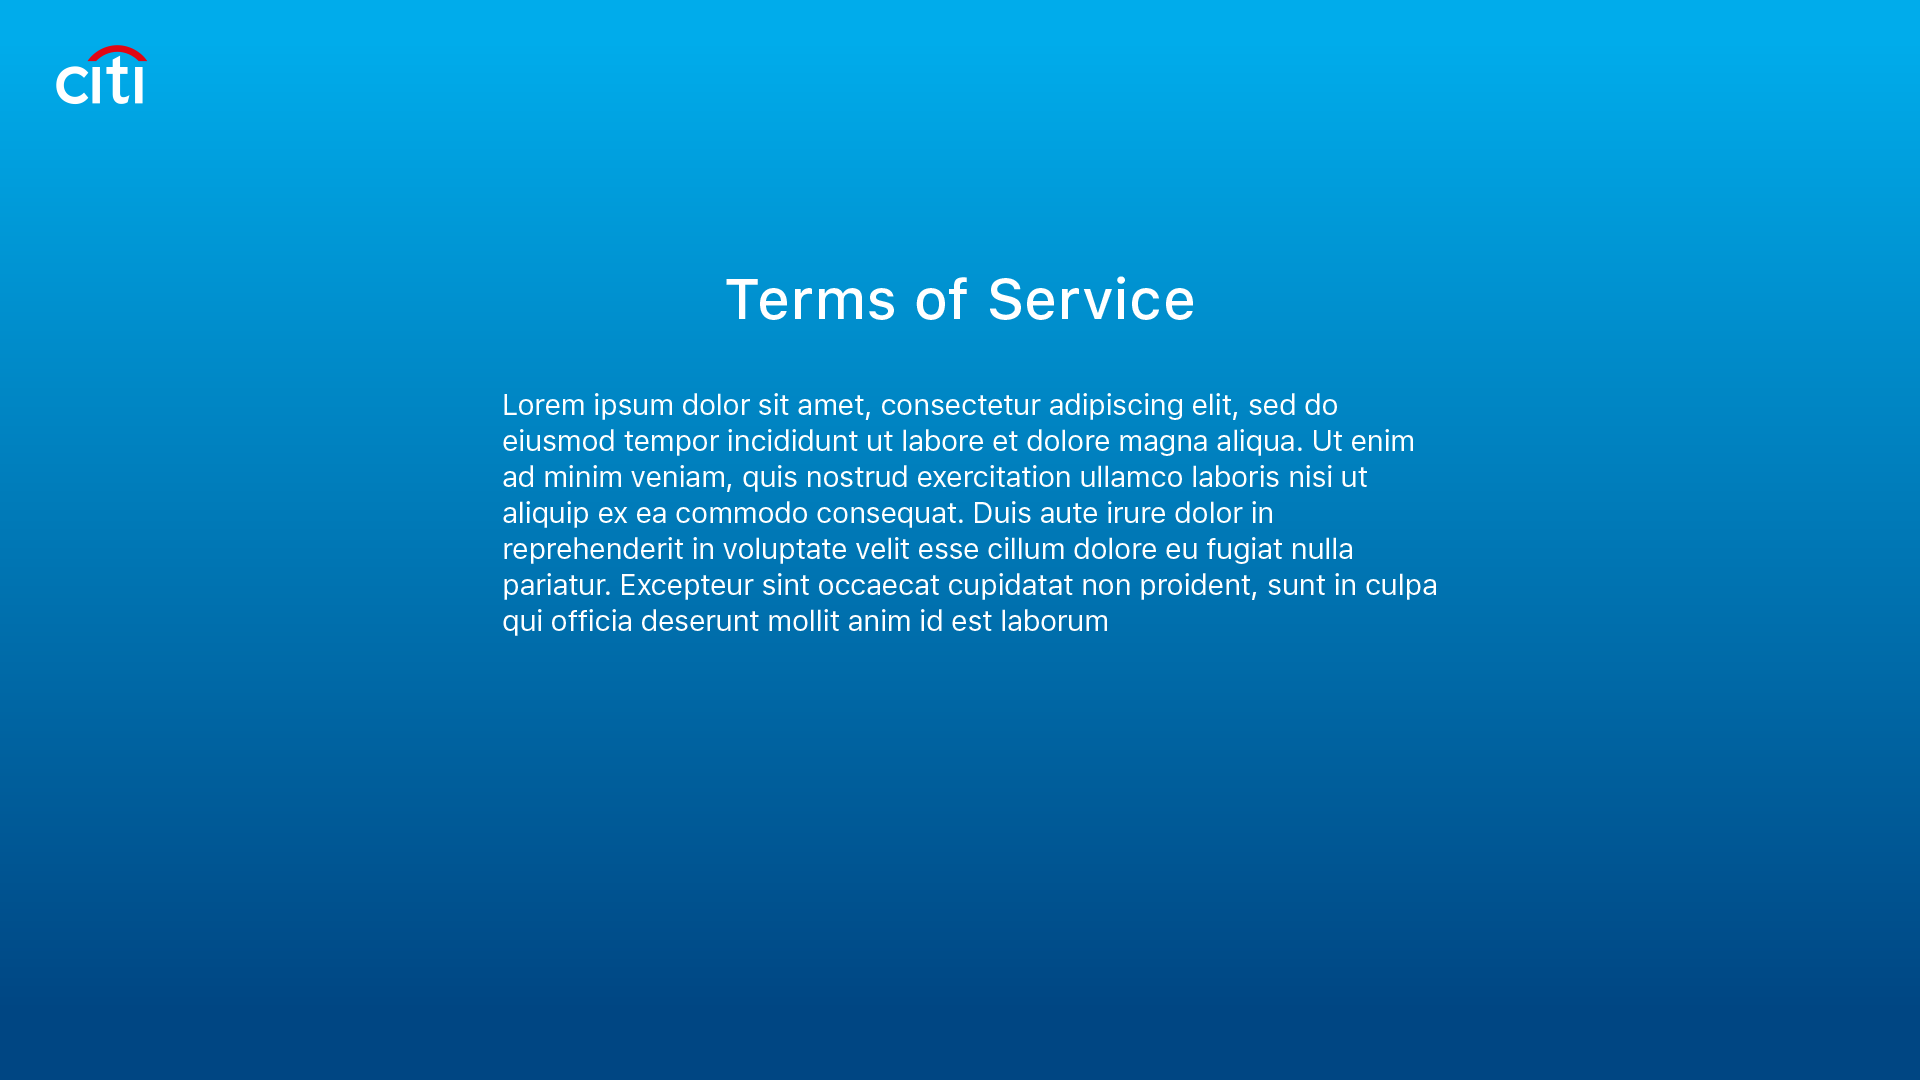 citi
Terms of Service
Lorem ipsum dolor sit amet, consectetur adipiscing elit, sed do
eiusmod tempor incididunt ut labore et dolore magna aliqua. Ut enim
ad minim veniam, quis nostrud exercitation ullamco laboris nisi ut
aliquip ex ea commodo consequat. Duis aute irure dolor in
reprehenderit in voluptate velit esse cillum dolore eu fugiat nulla
pariatur. Excepteur sint occaecat cupidatat non proident, sunt in culpa
qui officia deserunt mollit anim id est laborum